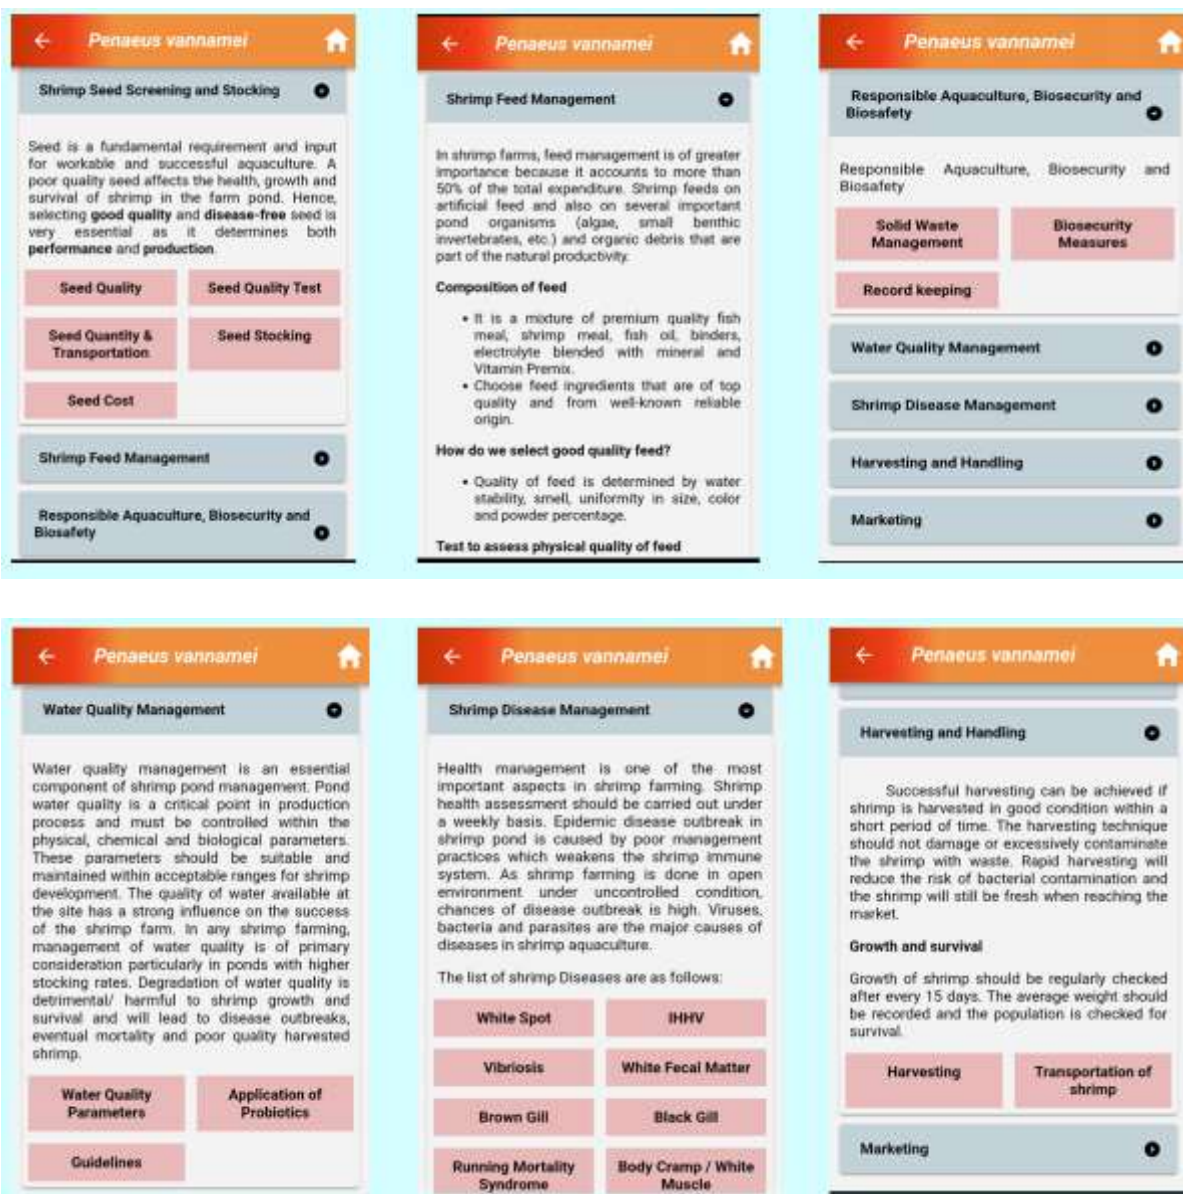 Penaeus vannamei
Shrimp Seed Screening and Stocking
Seed is a fundamental requirement and input
for workable and successful aquaculture. A
poor quality seed affects the health, growth and
survival of shrimp in the farm pond. Hence,
selecting good quality and disease-free seed is
very essential as it determines both
performance and production.
Seed Quality
Seed Quality Test
Seed Quantity &
Transportation
Seed Stocking
Seed Cost
Shrimp Feed Management
Responsible Aquaculture, Biosecurity and
Biosafety
Penaeus vannamei
Shrimp Feed Management
In shrimp farms, feed management is of greater
importance because it accounts to more than
50% of the total expenditure. Shrimp feeds on
artificial feed and also on several important
pond organisms (algae, small benthic
invertebrates, etc.) and organic debris that are
part of the natural productivity.
Composition of feed
• It is a mixture of premium quality fish
meal, shrimp meal, fish oil, binders,
electrolyte blended with mineral and
Vitamin Premix.
• Choose feed ingredients that are of top
quality and from well-known reliable
origin.
How do we select good quality feed?
• Quality of feed is determined by water
stability, smell, uniformity in size, color
and powder percentage.
Test to assess physical quality of feed
Penaeus vannamei
Responsible Aquaculture, Biosecurity and
Biosafety
Responsible Aquaculture, Biosecurity and
Biosafety
Solid Waste
Management
Biosecurity
Measures
Record keeping
Water Quality Management
Shrimp Disease Management
Harvesting and Handling
Marketing
Penaeus vannamei
Water Quality Management
Water quality management is an essential
component of shrimp pond management. Pond
water quality is a critical point in production
process and must be controlled within the
physical, chemical and biological parameters.
These parameters should be suitable and
maintained within acceptable ranges for shrimp
development. The quality of water available at
the site has a strong influence on the success
of the shrimp farm. In any shrimp farming,
management of water quality is of primary
consideration particularly in ponds with higher
stocking rates. Degradation of water quality is
detrimental/ harmful to shrimp growth and
survival and will lead to disease outbreaks,
eventual mortality and poor quality harvested
shrimp.
Water Quality
Parameters
Application of
Probiotics
Guidelines
Penaeus vannamei
Shrimp Disease Management
Health management is one of the most
important aspects in shrimp farming. Shrimp
health assessment should be carried out under
a weekly basis. Epidemic disease outbreak in
shrimp pond is caused by poor management
practices which weakens the shrimp immune
system. As shrimp farming is done in open
environment under uncontrolled condition,
chances of disease outbreak is high. Viruses,
bacteria and parasites are the major causes of
diseases in shrimp aquaculture.
The list of shrimp Diseases are as follows:
White Spot
IHHV
Vibriosis
White Fecal Matter
Brown Gill
Black Gill
Running Mortality
Syndrome
Body Cramp / White
Muscle
Penaeus vannamei
Harvesting and Handling
Successful harvesting can be achieved if
shrimp is harvested in good condition within a
short period of time. The harvesting technique
should not damage or excessively contaminate
the shrimp with waste. Rapid harvesting will
reduce the risk of bacterial contamination and
the shrimp will still be fresh when reaching the
market.
Growth and survival
Growth of shrimp should be regularly checked
after every 15 days. The average weight should
be recorded and the population is checked for
survival.
Harvesting
Transportation of
shrimp
Marketing